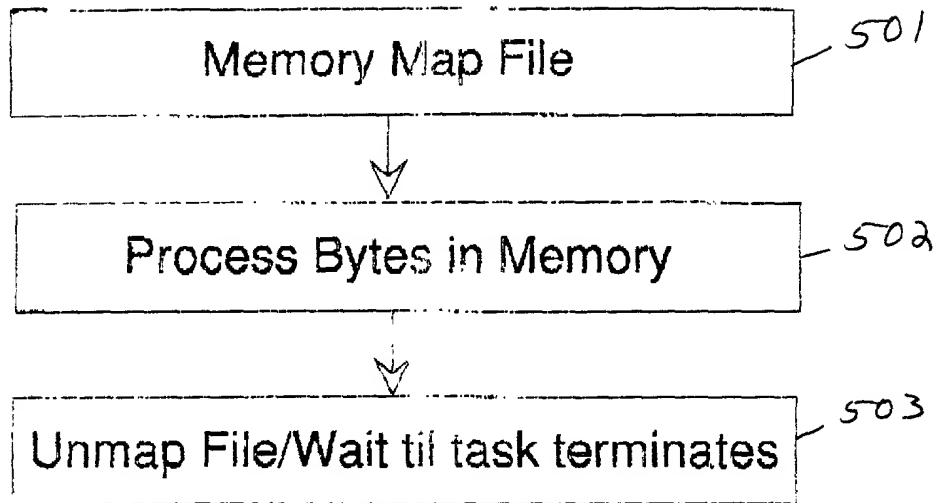 Memory Map File
501
Process Bytes in Memory
502
Unmap File/Wait til task terminates
503